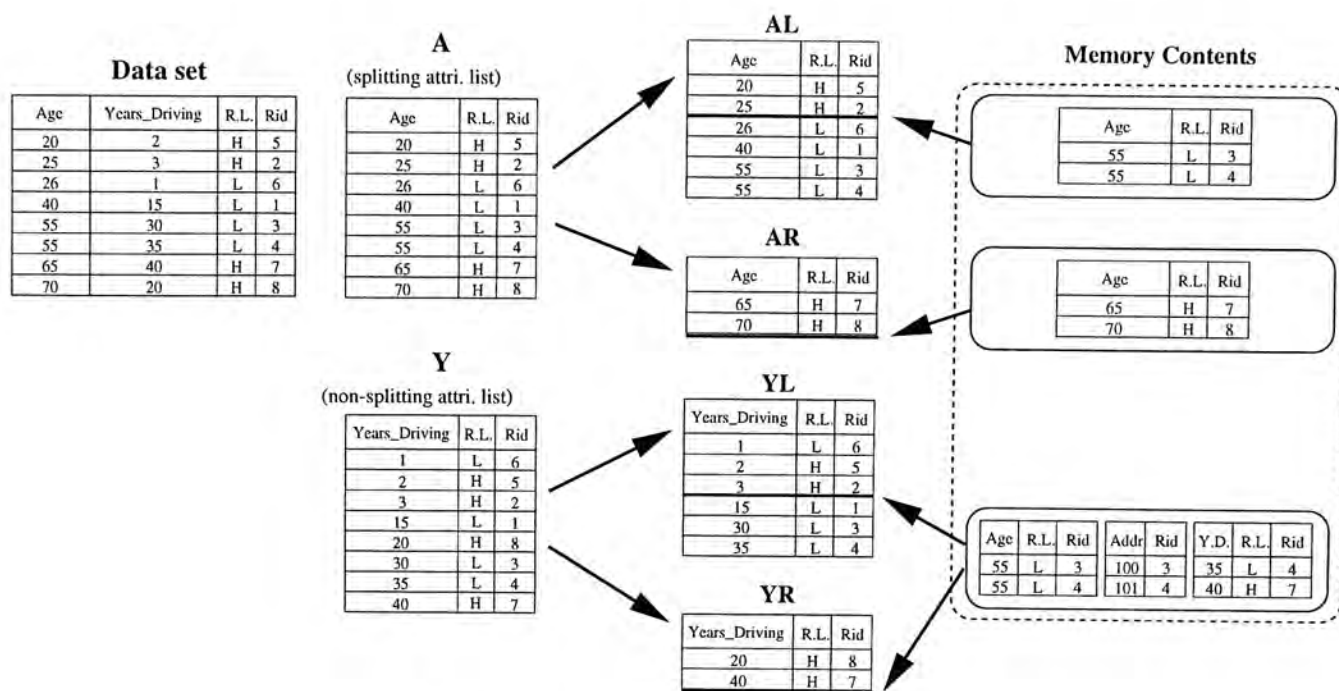 Data set
Age Years_Driving R.L. Rid
20 2 H 5
25 3 H 2
26 1 L 6
40 15 L 1
55 30 L 3
55 35 L 4
65 40 H 7
70 20 H 8
A
(splitting attri. list)
Age R.L. Rid
20 H 5
25 H 2
26 L 6
40 L 1
55 L 3
55 L 4
65 H 7
70 H 8
Y
(non-splitting attri. list)
Years_Driving R.L. Rid
1 L 6
2 H 5
3 H 2
15 L 1
20 H 8
30 L 3
35 L 4
40 H 7
AL
Age R.L. Rid
20 H 5
25 H 2
26 L 6
40 L 1
55 L 3
55 L 4
AR
Age R.L. Rid
65 H 7
70 H 8
YL
Years_Driving R.L. Rid
1 L 6
2 H 5
3 H 2
15 L 1
30 L 3
35 L 4
YR
Years_Driving R.L. Rid
20 H 8
40 H 7
Memory Contents
Age R.L. Rid
55 L 3
55 L 4
Age R.L. Rid
65 H 7
70 H 8
Age R.L. Rid
55 L 3
55 L 4
Addr Rid
100 3
101 4
Y.D. R.L. Rid
35 L 4
40 H 7